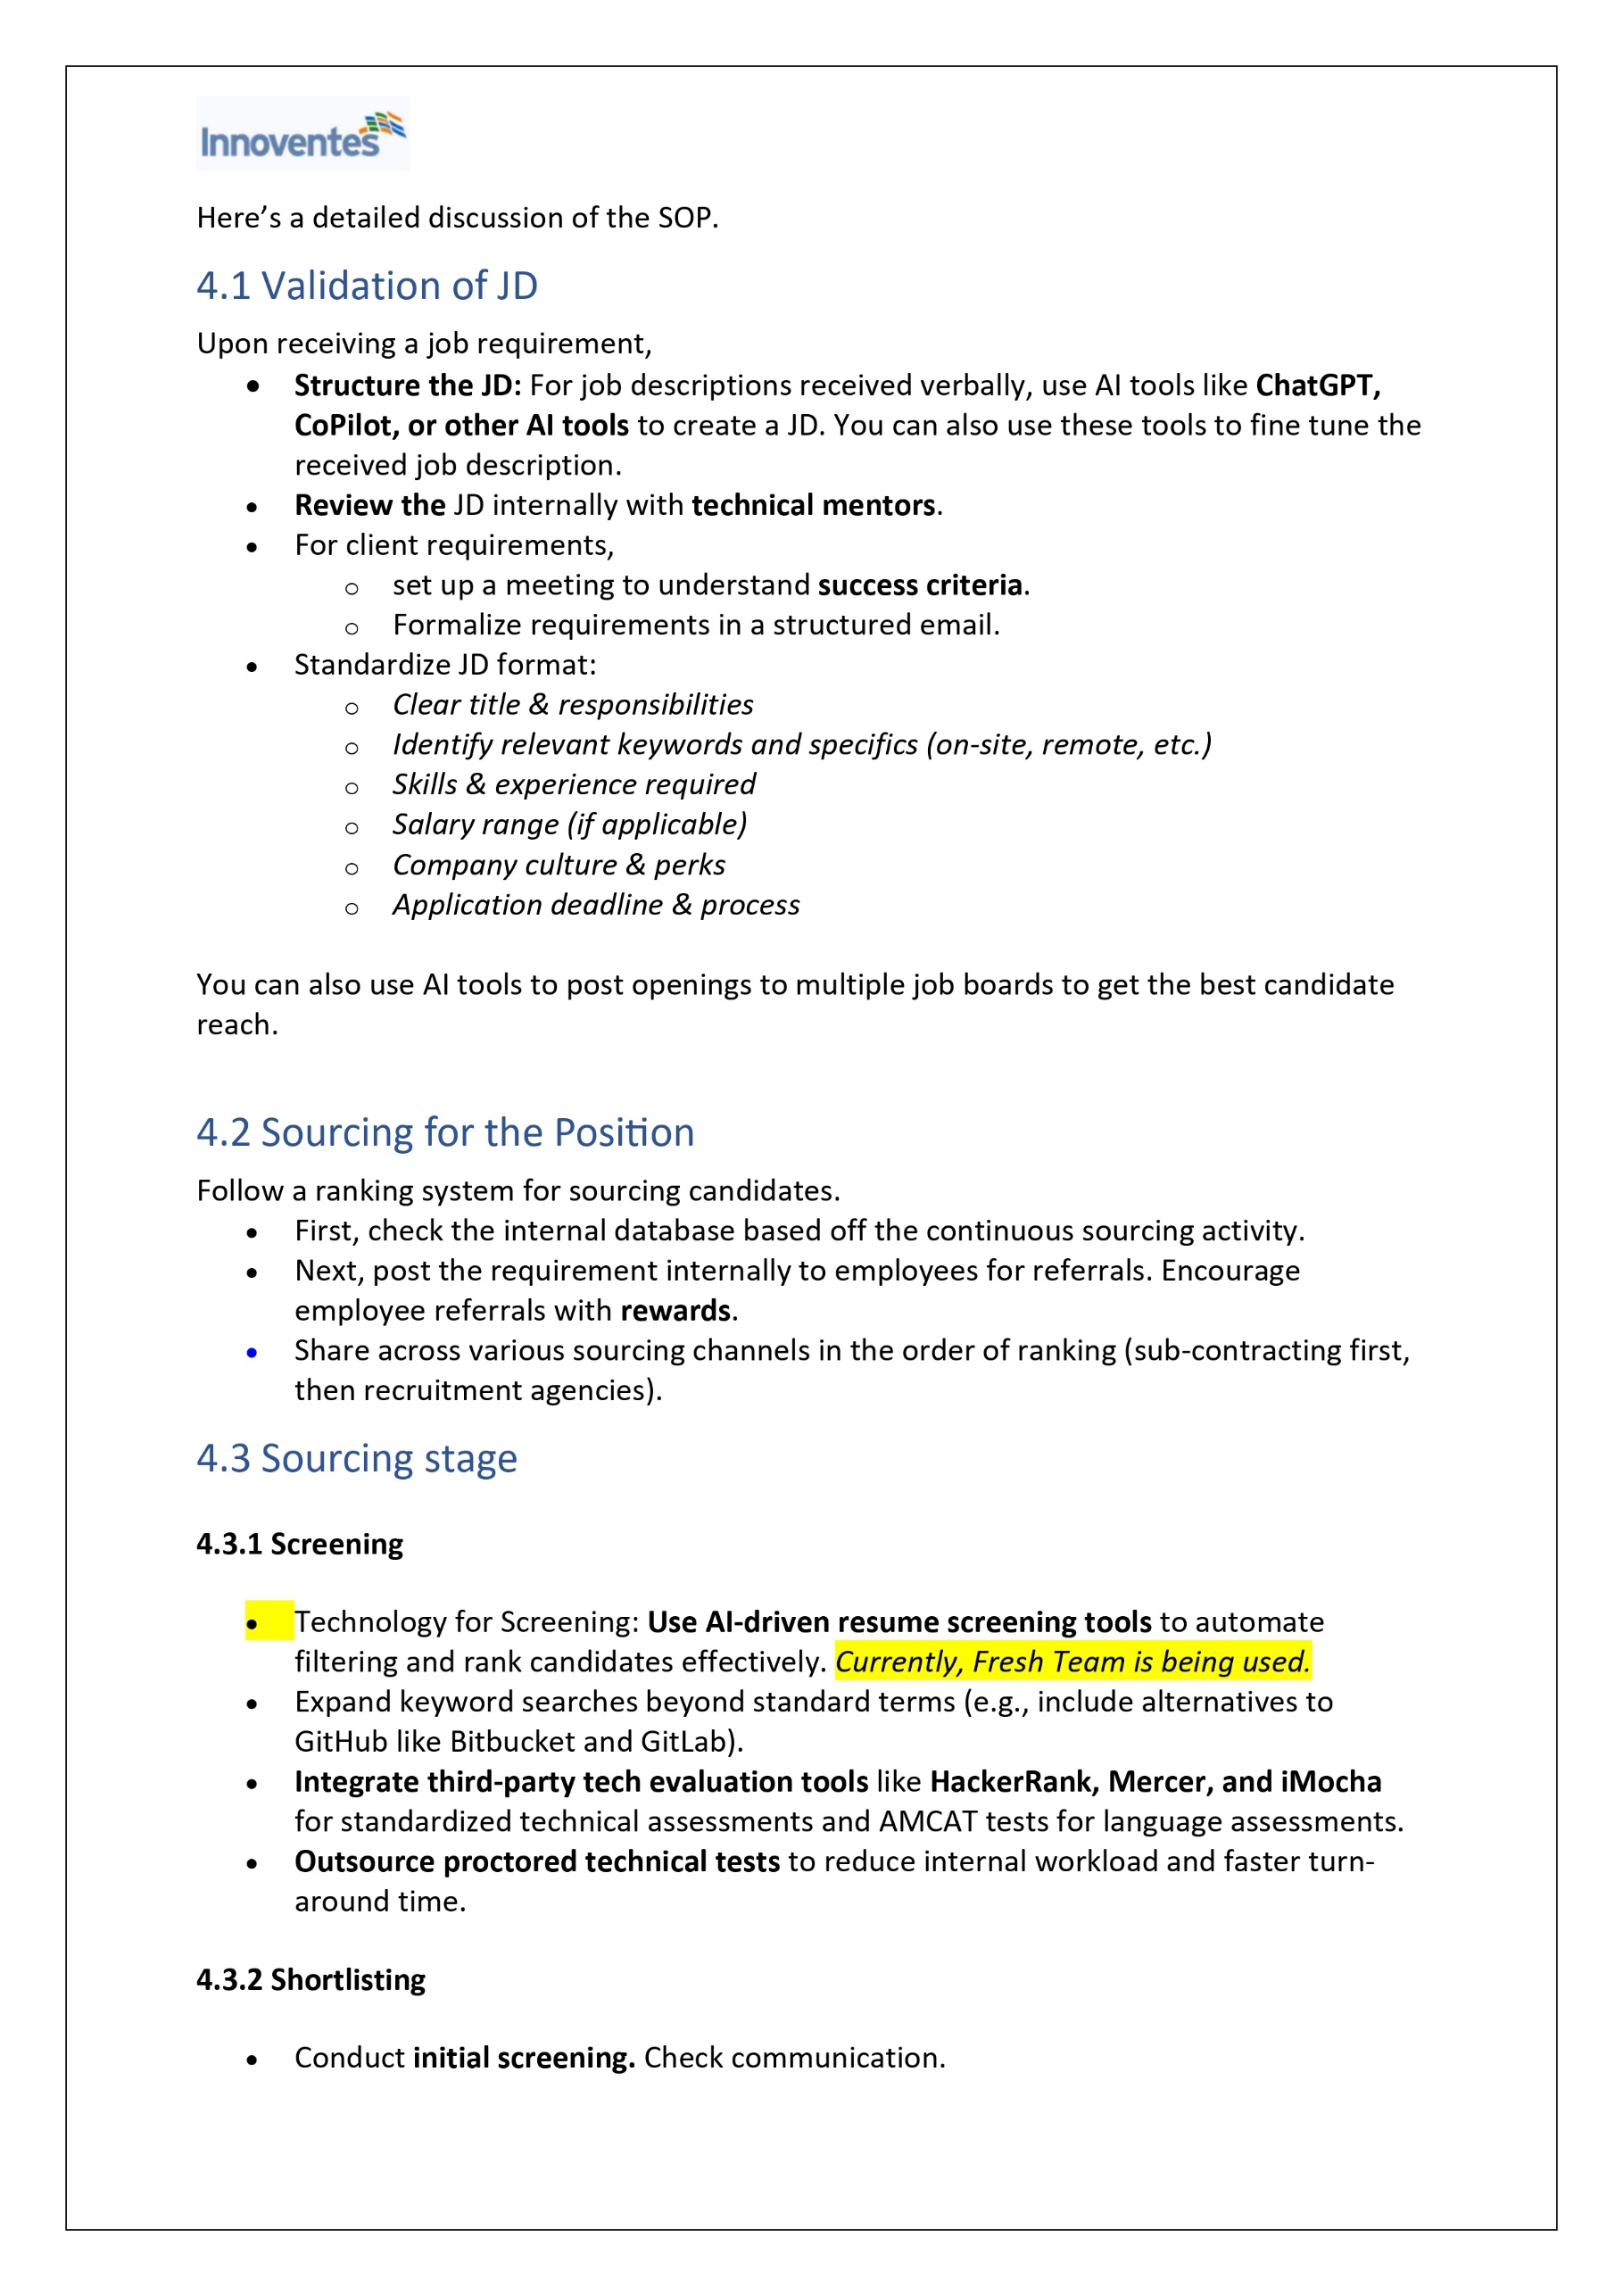 Innoventes
Here’s a detailed discussion of the SOP.
4.1 Validation of JD
Upon receiving a job requirement,
• Structure the JD: For job descriptions received verbally, use AI tools like ChatGPT,
CoPilot, or other AI tools to create a JD. You can also use these tools to fine tune the
received job description.
• Review the JD internally with technical mentors.
• For client requirements,
o set up a meeting to understand success criteria.
o Formalize requirements in a structured email.
• Standardize JD format:
o Clear title & responsibilities
o Identify relevant keywords and specifics (on-site, remote, etc.)
o Skills & experience required
o Salary range (if applicable)
o Company culture & perks
o Application deadline & process
You can also use AI tools to post openings to multiple job boards to get the best candidate
reach.
4.2 Sourcing for the Position
Follow a ranking system for sourcing candidates.
• First, check the internal database based off the continuous sourcing activity.
• Next, post the requirement internally to employees for referrals. Encourage
employee referrals with rewards.
• Share across various sourcing channels in the order of ranking (sub-contracting first,
then recruitment agencies).
4.3 Sourcing stage
4.3.1 Screening
• Technology for Screening: Use AI-driven resume screening tools to automate
filtering and rank candidates effectively. Currently, Fresh Team is being used.
• Expand keyword searches beyond standard terms (e.g., include alternatives to
GitHub like Bitbucket and GitLab).
• Integrate third-party tech evaluation tools like HackerRank, Mercer, and iMocha
for standardized technical assessments and AMCAT tests for language assessments.
• Outsource proctored technical tests to reduce internal workload and faster turn-
around time.
4.3.2 Shortlisting
• Conduct initial screening. Check communication.